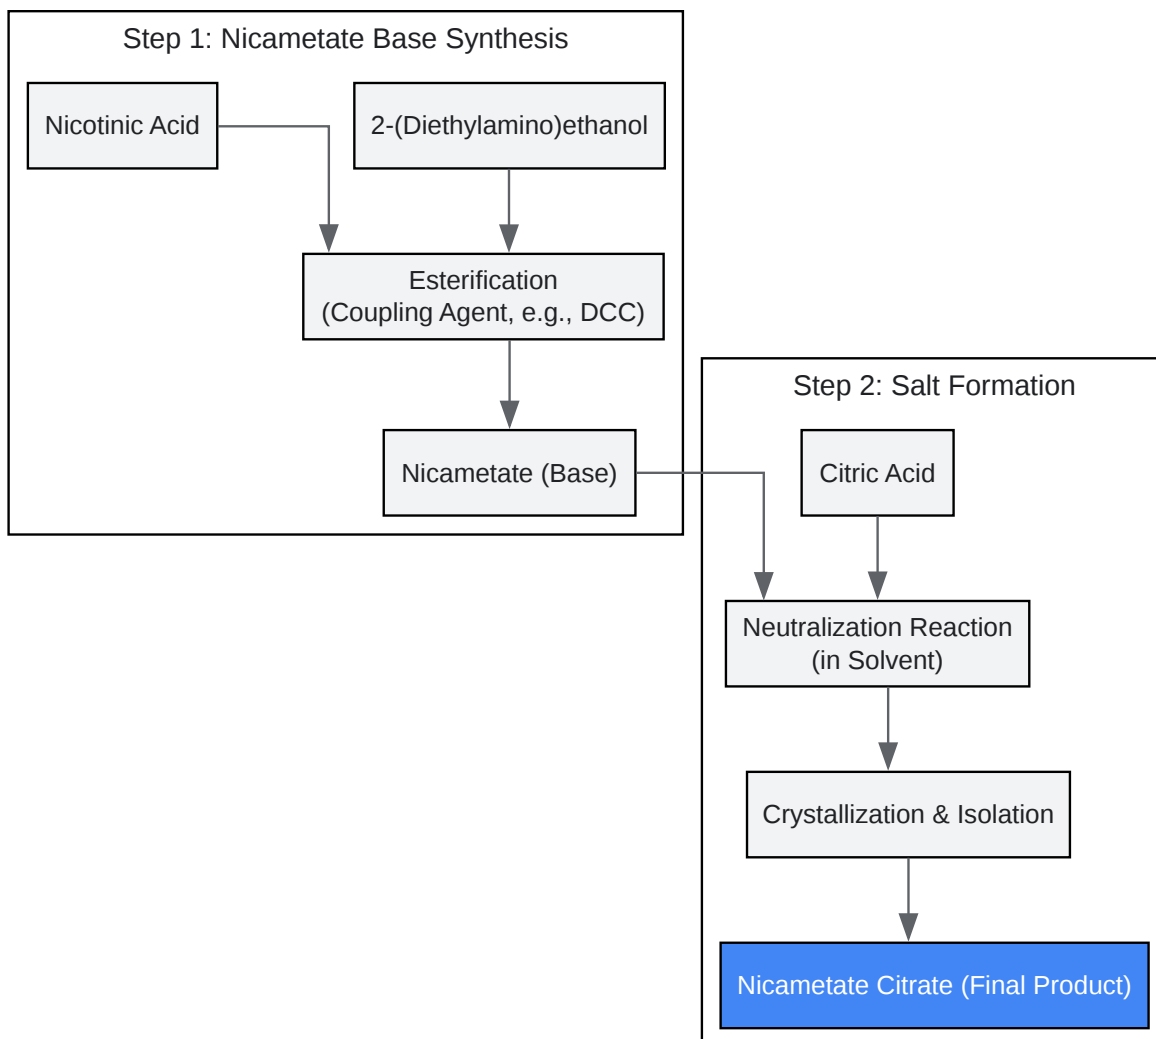 Step 1: Nicametate Base Synthesis
Nicotinic Acid
2-(Diethylamino)ethanol
Esterification
(Coupling Agent, e.g., DCC)
Nicametate (Base)
Step 2: Salt Formation
Citric Acid
Neutralization Reaction
(in Solvent)
Crystallization & Isolation
Nicametate Citrate (Final Product)